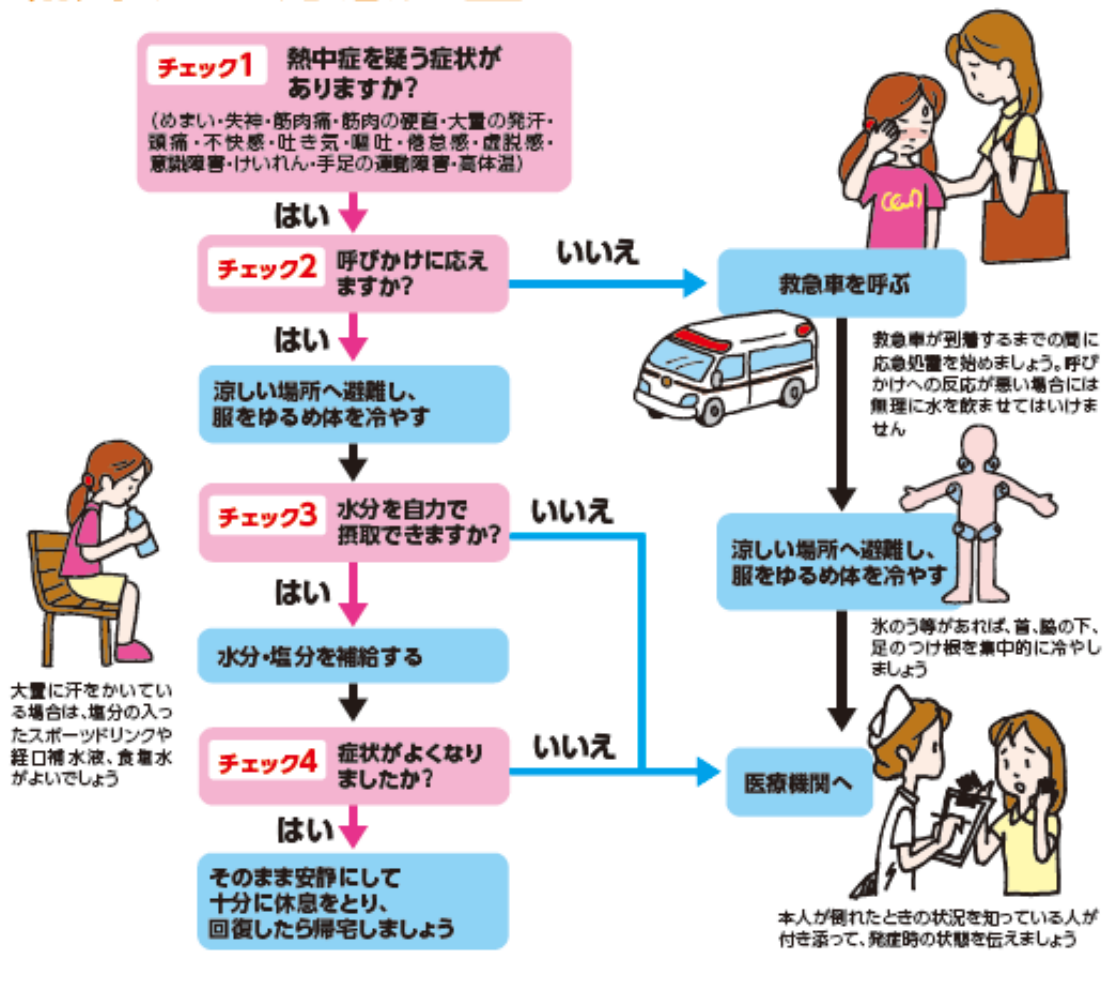 チェック1 熱中症を疑う症状が
ありますか?
(めまい・失神・筋肉痛・筋肉の硬直・大量の発汗・
頭痛・不快感・吐き気・嘔吐・倦怠感・虚脱感・
意識障害・けいれん・手足の運動障害・高体温)
はい
チェック2 呼びかけに応え
ますか?
いいえ
救急車を呼ぶ
救急車が到着するまでの間に
応急処置を始めましょう。呼び
かけへの反応が悪い場合には
無理に水を飲ませてはいけま
せん
はい
涼しい場所へ避難し、
服をゆるめ体を冷やす
チェック3 水分を自力で
摂取できますか?
いいえ
涼しい場所へ避難し、
服をゆるめ体を冷やす
氷のう等があれば、首、脇の下、
足のつけ根を集中的に冷やし
ましょう
はい
水分・塩分を補給する
大量に汗をかいてい
る場合は、塩分の入っ
たスポーツドリンクや
経口補水液、食塩水
がよいでしょう
チェック4 症状がよくなり
ましたか?
いいえ
医療機関へ
本人が倒れたときの状況を知っている人が
付き添って、発症時の状態を伝えましょう
はい
そのまま安静にして
十分に休息をとり、
回復したら帰宅しましょう